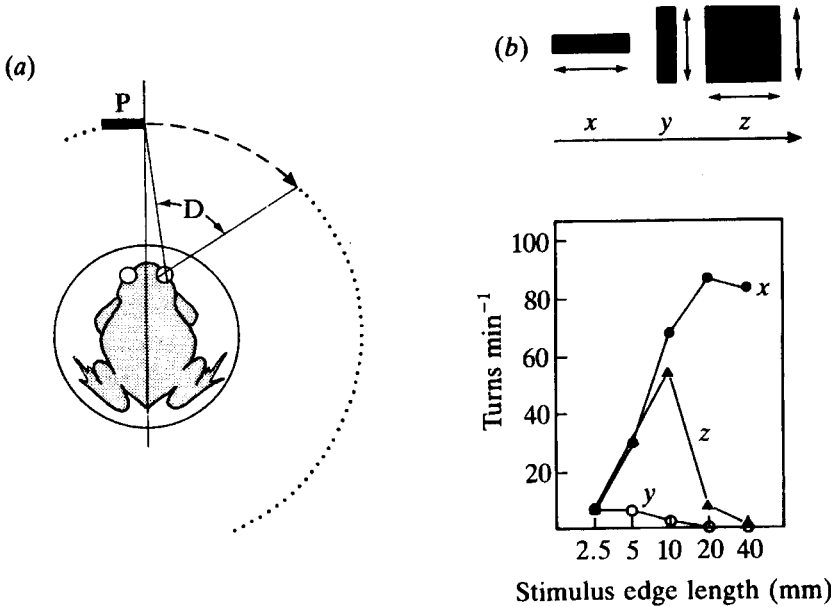 (a)
P
D
(b)
x y z
Turns min⁻¹
100
80
60
40
20
x
z
y
2.5 5 10 20 40
Stimulus edge length (mm)